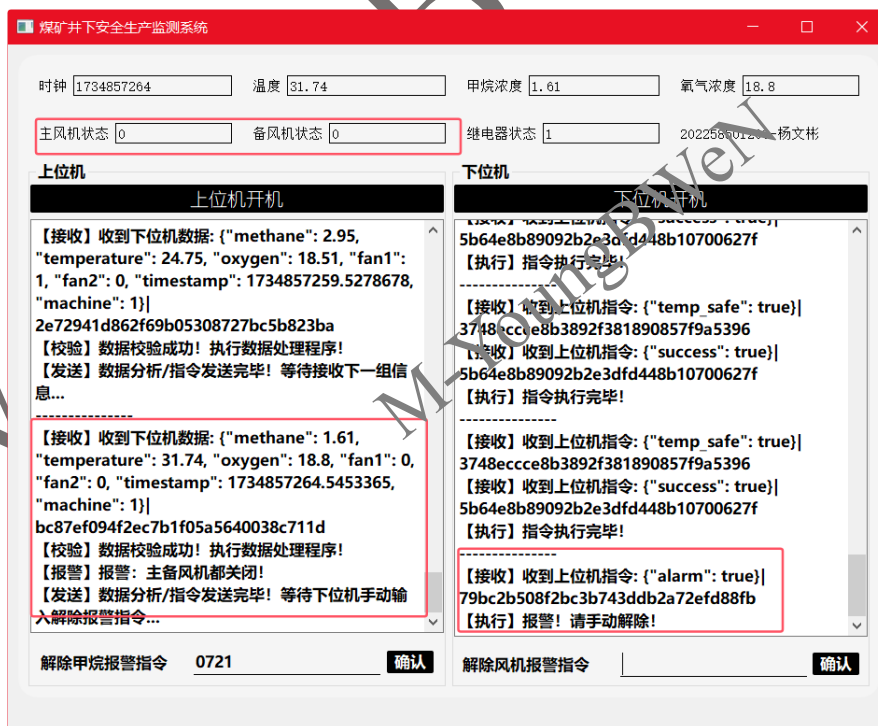 煤矿井下安全生产监测系统
时钟 1734857264 温度 31.74 甲烷浓度 1.61 氧气浓度 18.8
主风机状态 0 备风机状态 0 继电器状态 1 杨文彬
上位机
上位机开机
【接收】收到下位机数据: {"methane": 2.95,
"temperature": 24.75, "oxygen": 18.51, "fan1":
1, "fan2": 0, "timestamp": 1734857259.5278678,
"machine": 1}|
2e72941d862f69b05308727bc5b823ba
【校验】数据校验成功！执行数据处理程序！
【发送】数据分析/指令发送完毕！等待接收下一组信
息...
---------------
【接收】收到下位机数据: {"methane": 1.61,
"temperature": 31.74, "oxygen": 18.8, "fan1": 0,
"fan2": 0, "timestamp": 1734857264.5453365,
"machine": 1}|
bc87ef094f2ec7b1f05a5640038c711d
【校验】数据校验成功！执行数据处理程序！
【报警】报警：主备风机都关闭！
【发送】数据分析/指令发送完毕！等待下位机手动输
入解除报警指令...
解除甲烷报警指令 0721 确认
下位机
下位机开机
【接收】收到上位机指令: {"success": true}|
5b64e8b89092b2e3dfd448b10700627f
【执行】指令执行完毕！
---------------
【接收】收到上位机指令: {"temp_safe": true}|
3748eccce8b3892f381890857f9a5396
【接收】收到上位机指令: {"success": true}|
5b64e8b89092b2e3dfd448b10700627f
【执行】指令执行完毕！
---------------
【接收】收到上位机指令: {"temp_safe": true}|
3748eccce8b3892f381890857f9a5396
【接收】收到上位机指令: {"success": true}|
5b64e8b89092b2e3dfd448b10700627f
【执行】指令执行完毕！
---------------
【接收】收到上位机指令: {"alarm": true}|
79bc2b508f2bc3b743ddb2a72efd88fb
【执行】报警！请手动解除！
解除风机报警指令 确认
M-YoungBWeN